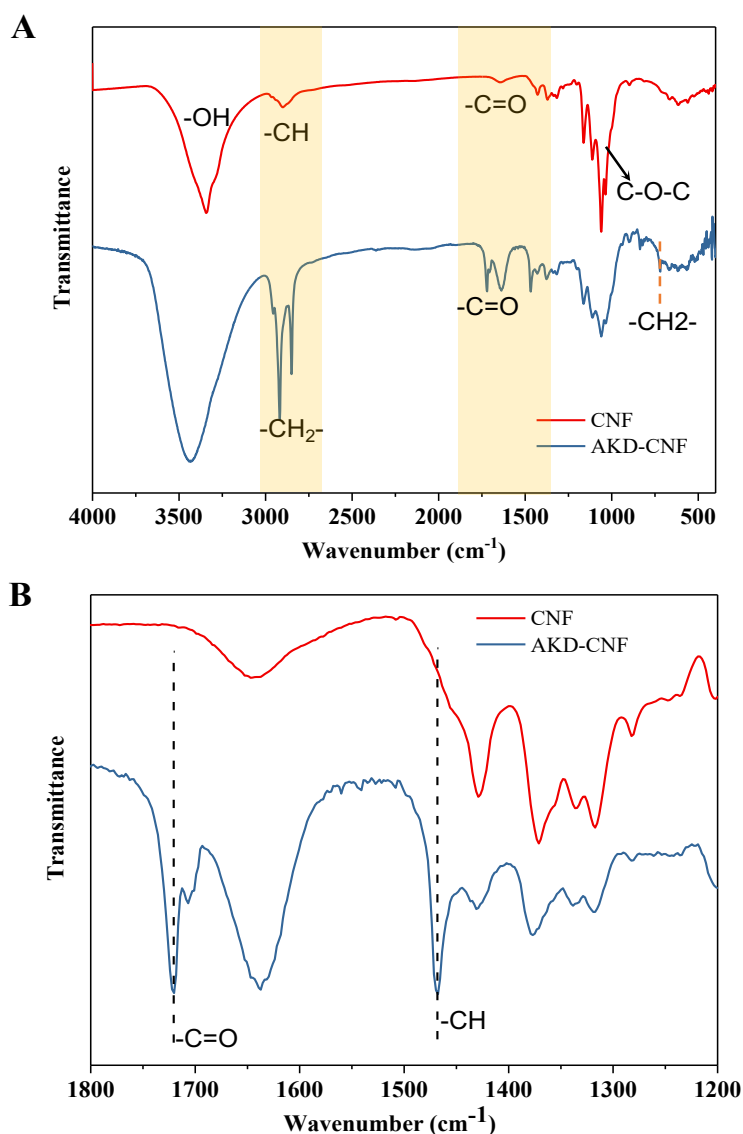 A
-OH
-CH
-C=O
C-O-C
-C=O
-CH2-
-CH₂-
CNF
AKD-CNF
Transmittance
4000 3500 3000 2500 2000 1500 1000 500
Wavenumber (cm⁻¹)
B
CNF
AKD-CNF
Transmittance
-C=O
-CH
1800 1700 1600 1500 1400 1300 1200
Wavenumber (cm⁻¹)